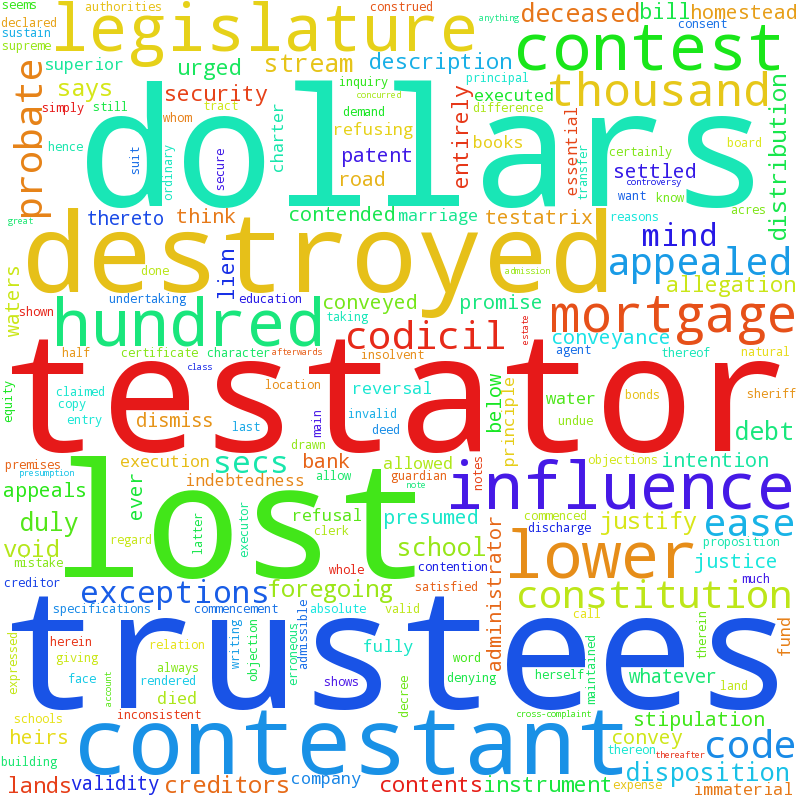 seems authorities construed anything deceased bill homestead
declared legislature consent
sustain contest
supreme superior urged stream description principal
probate says security inquiry concurred executed thousand distribution
simply still tract whom demand refusing difference
dollars
hence suit ordinary secure charter patent road books entirely essential transfer certainly board
settled controversy want know acres
thereto think contended marriage testatrix reasons
great destroyed mind
done admission appealed
waters lien allegation
undertaking education conveyed promise
shown hundred taking codicil estate mortgage
conveyance
half certificate character afterwards insolvent agent thereof natural
class
testator
equity claimed copy entry location reversal below principle water bonds sheriff
dismiss last main invalid deed undue debt
drawn
premises execution secs bank allowed notes objections intention
presumption indebtedness allow guardian
appeals ever lost note influence
duly latter executor refusal presumed commenced justify ease
void regard clerk school discharge lower proposition
mistake whole contention administrator justice
creditor exceptions foregoing satisfied much
constitution
specifications commencement absolute valid call
trustees
expressed herein writing objection erroneous admissible fully word maintained therein fund
giving relation denying herself whatever
face account rendered always shows land
died decree
schools inconsistent cross-complaint stipulation
heirs contestant convey thereon thereafter code
building disposition
lands validity creditors company contents instrument expense immaterial